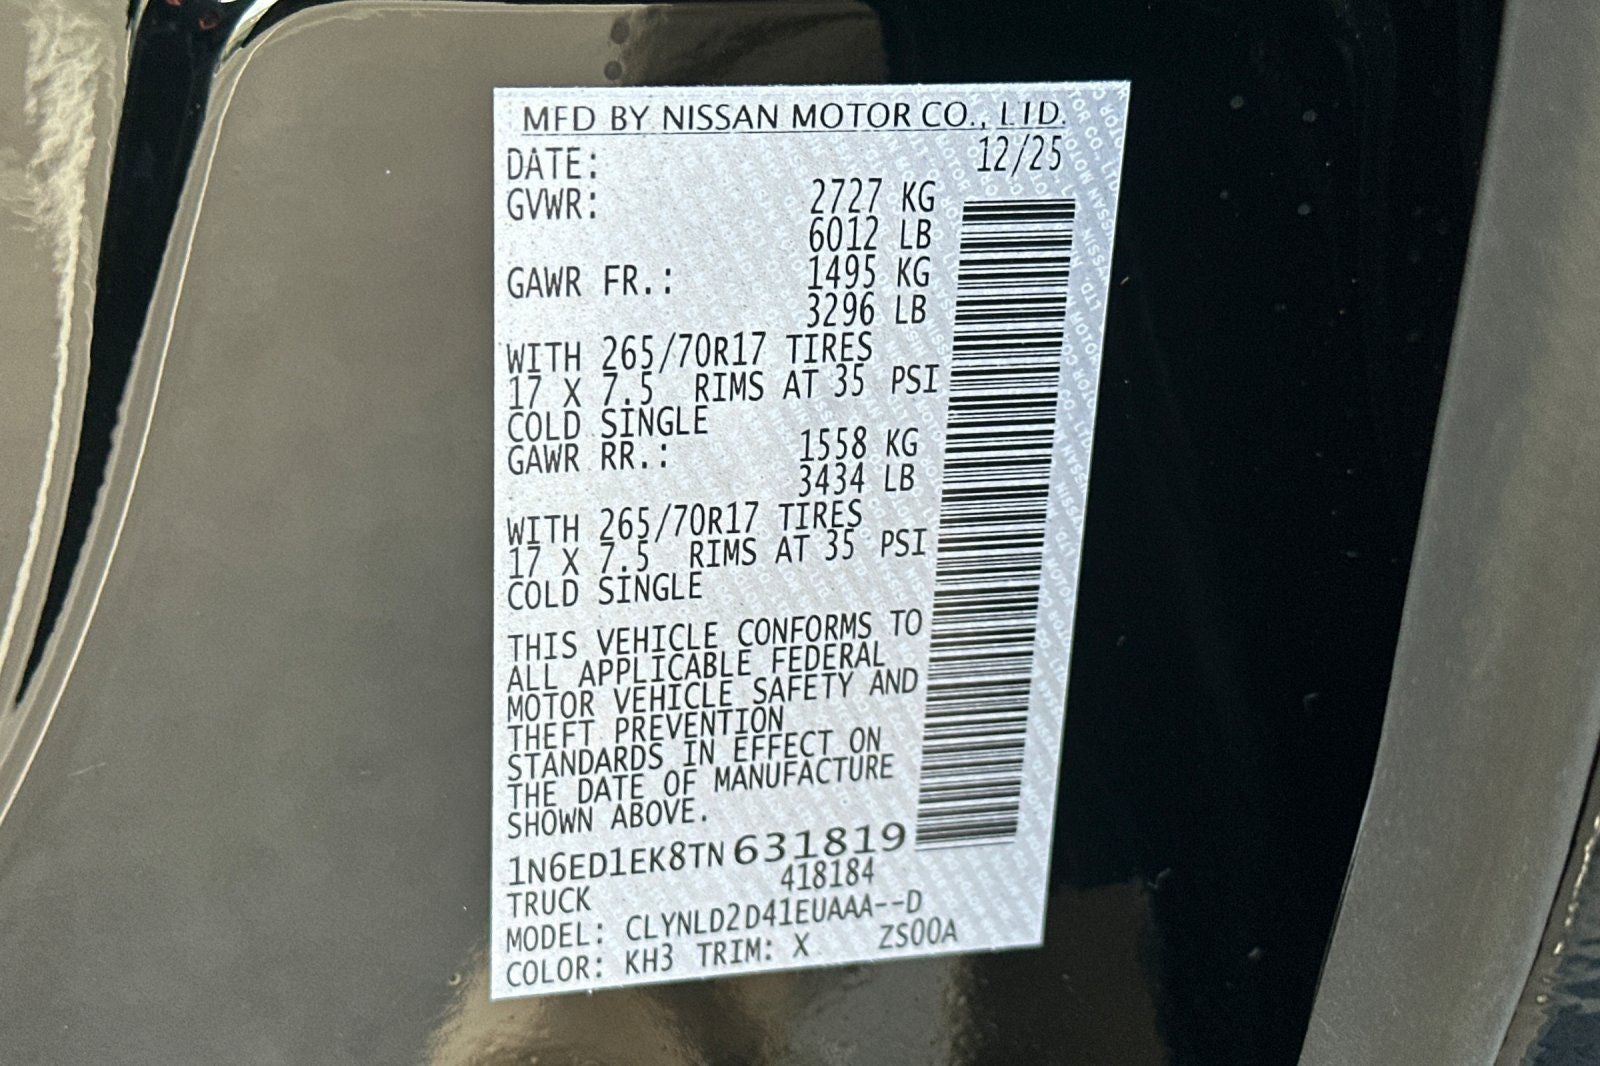 MFD BY NISSAN MOTOR CO., LTD.
DATE: 12/25
GVWR: 2727 KG
6012 LB
GAWR FR.: 1495 KG
3296 LB
WITH 265/70R17 TIRES
17 X 7.5 RIMS AT 35 PSI
COLD SINGLE
GAWR RR.: 1558 KG
3434 LB
WITH 265/70R17 TIRES
17 X 7.5 RIMS AT 35 PSI
COLD SINGLE
THIS VEHICLE CONFORMS TO
ALL APPLICABLE FEDERAL
MOTOR VEHICLE SAFETY AND
THEFT PREVENTION
STANDARDS IN EFFECT ON
THE DATE OF MANUFACTURE
SHOWN ABOVE.
1N6ED1EK8TN631819
418184
TRUCK
MODEL: CLYNLD2D41EUAAA--D
COLOR: KH3 TRIM: X ZS00A